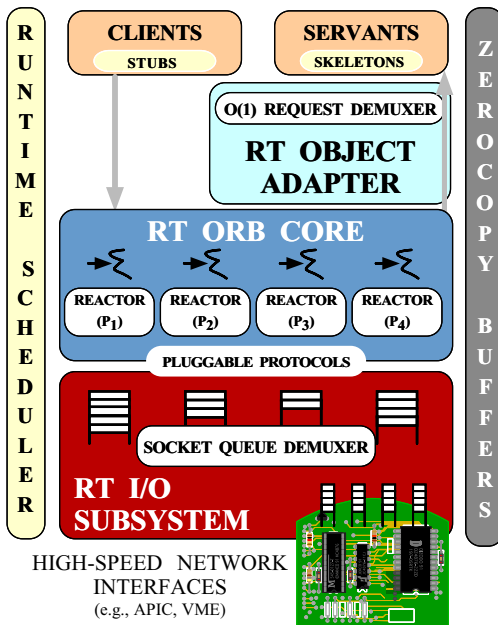 RUNTIME SCHEDULER
CLIENTS
STUBS
SERVANTS
SKELETONS
O(1) REQUEST DEMUXER
RT OBJECT
ADAPTER
RT ORB CORE
REACTOR
(P1)
REACTOR
(P2)
REACTOR
(P3)
REACTOR
(P4)
PLUGGABLE PROTOCOLS
SOCKET QUEUE DEMUXER
RT I/O
SUBSYSTEM
HIGH-SPEED NETWORK
INTERFACES
(e.g., APIC, VME)
ZEROCOPY BUFFERS